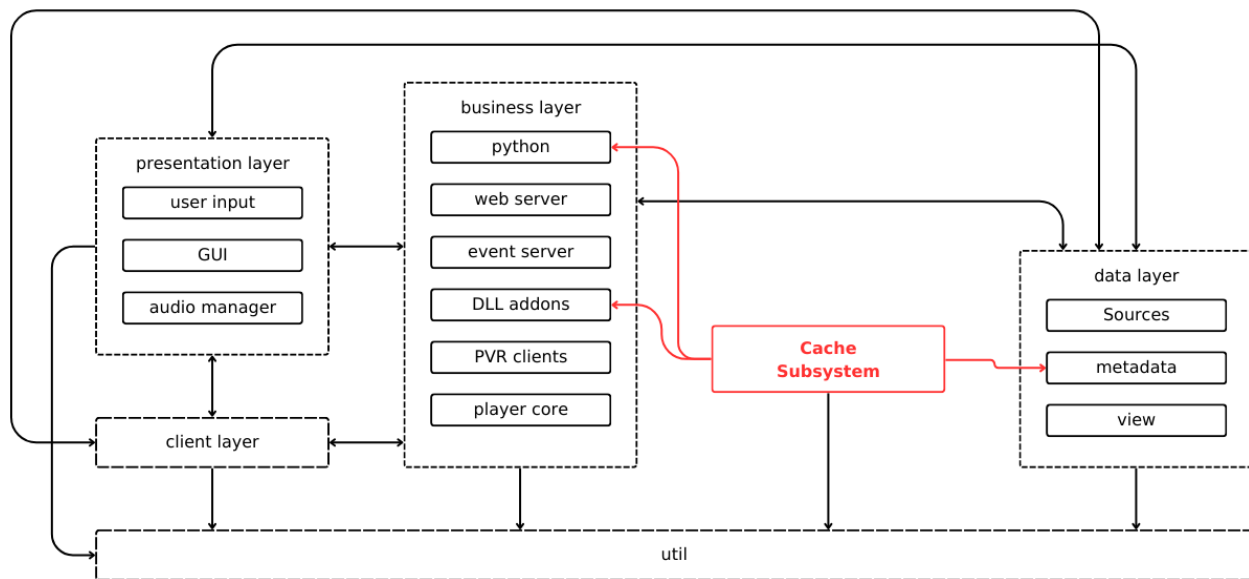 business layer
python
web server
event server
DLL addons
PVR clients
player core
presentation layer
user input
GUI
audio manager
client layer
Cache
Subsystem
data layer
Sources
metadata
view
util